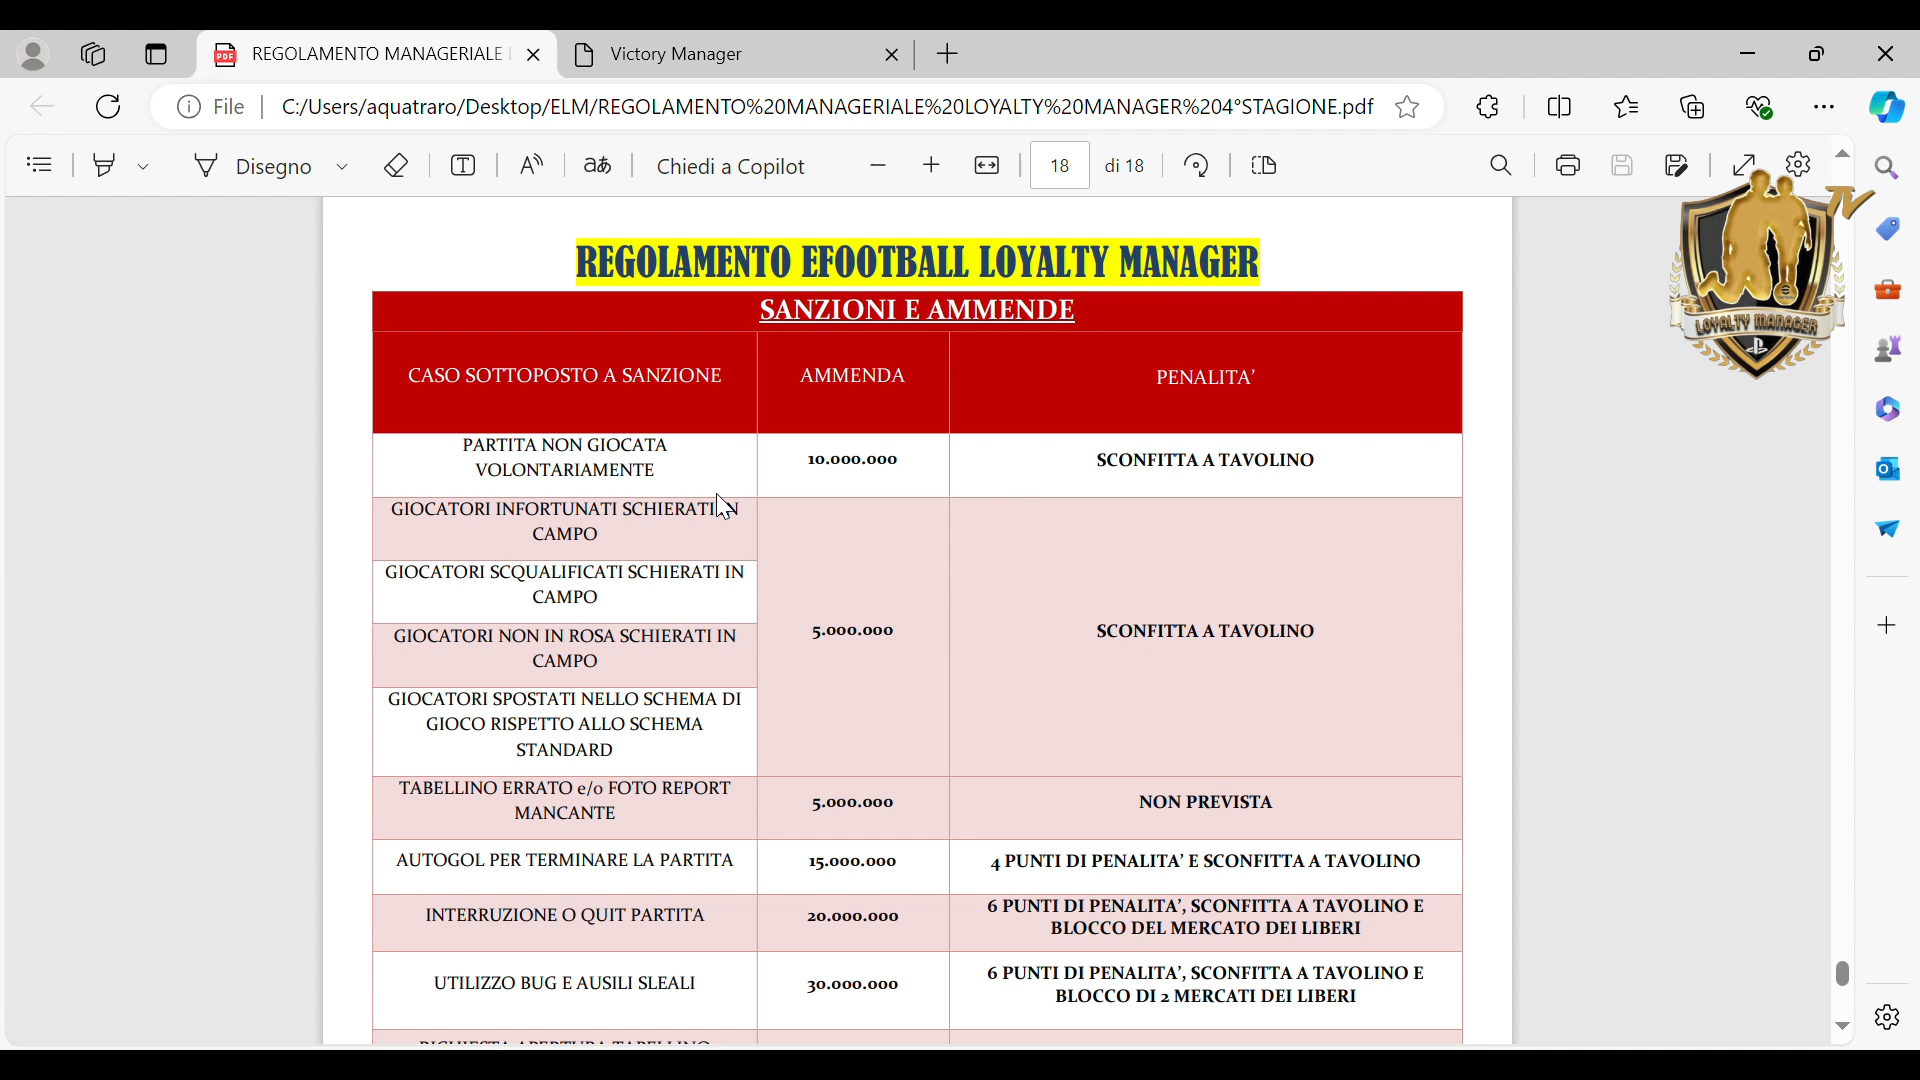 REGOLAMENTO MANAGERIALE
Victory Manager
File
C:/Users/aquatraro/Desktop/ELM/REGOLAMENTO%20MANAGERIALE%20LOYALTY%20MANAGER%204°STAGIONE.pdf
Disegno
Chiedi a Copilot
18
di 18
TV
LOYALTY MANAGER
REGOLAMENTO EFOOTBALL LOYALTY MANAGER
SANZIONI E AMMENDE
CASO SOTTOPOSTO A SANZIONE
AMMENDA
PENALITA’
PARTITA NON GIOCATA
VOLONTARIAMENTE
10.000.000
SCONFITTA A TAVOLINO
GIOCATORI INFORTUNATI SCHIERATI IN
CAMPO
GIOCATORI SCQUALIFICATI SCHIERATI IN
CAMPO
GIOCATORI NON IN ROSA SCHIERATI IN
CAMPO
GIOCATORI SPOSTATI NELLO SCHEMA DI
GIOCO RISPETTO ALLO SCHEMA
STANDARD
5.000.000
SCONFITTA A TAVOLINO
TABELLINO ERRATO e/o FOTO REPORT
MANCANTE
5.000.000
NON PREVISTA
AUTOGOL PER TERMINARE LA PARTITA
15.000.000
4 PUNTI DI PENALITA’ E SCONFITTA A TAVOLINO
INTERRUZIONE O QUIT PARTITA
20.000.000
6 PUNTI DI PENALITA’, SCONFITTA A TAVOLINO E
BLOCCO DEL MERCATO DEI LIBERI
UTILIZZO BUG E AUSILI SLEALI
30.000.000
6 PUNTI DI PENALITA’, SCONFITTA A TAVOLINO E
BLOCCO DI 2 MERCATI DEI LIBERI
RICHIESTA APERTURA TABELLINO